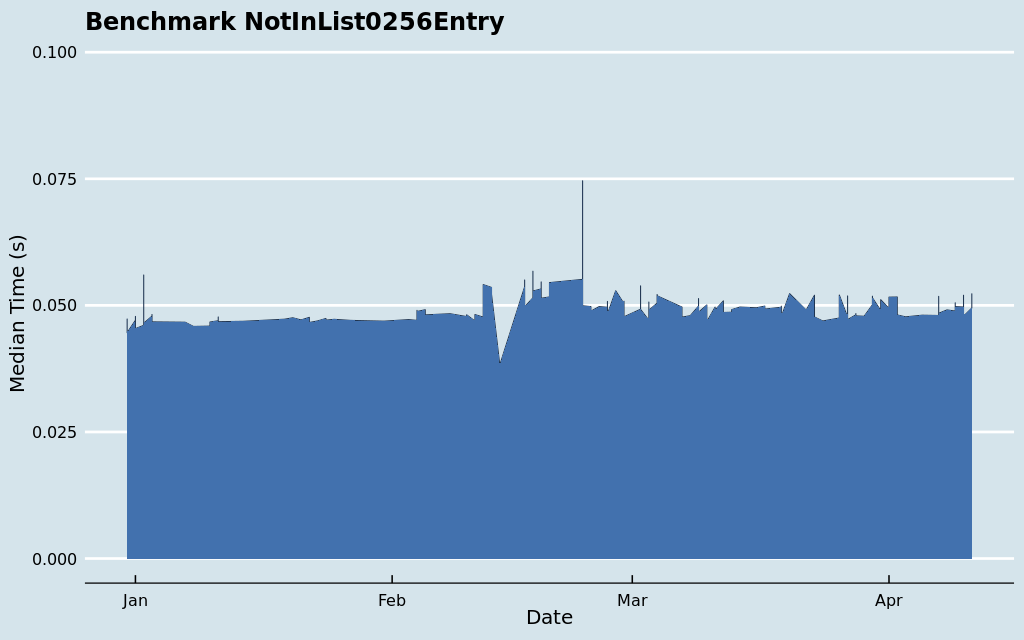 Benchmark NotInList0256Entry
0.100
0.075
0.050
0.025
0.000
Median Time (s)
Jan Feb Mar Apr
Date